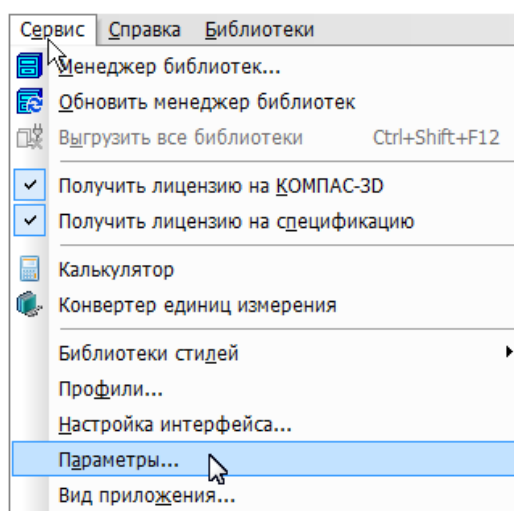 Сервис Справка Библиотеки
Менеджер библиотек...
Обновить менеджер библиотек
Выгрузить все библиотеки Ctrl+Shift+F12
Получить лицензию на КОМПАС-3D
Получить лицензию на спецификацию
Калькулятор
Конвертер единиц измерения
Библиотеки стилей
Профили...
Настройка интерфейса...
Параметры...
Вид приложения...